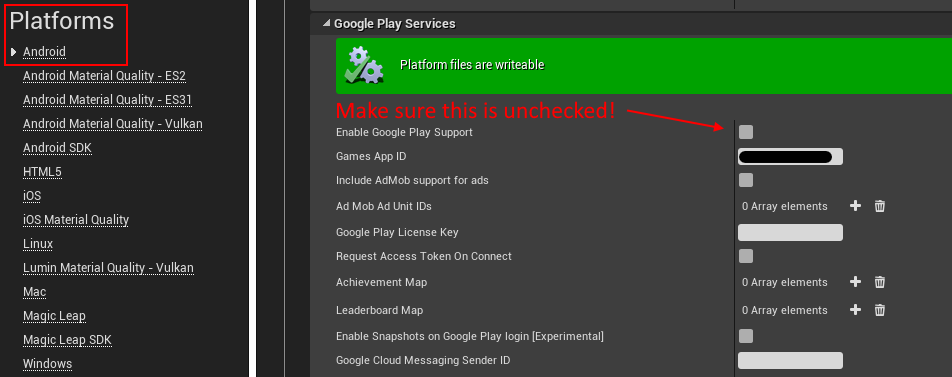 Platforms
Android
Android Material Quality - ES2
Android Material Quality - ES31
Android Material Quality - Vulkan
Android SDK
HTML5
iOS
iOS Material Quality
Linux
Lumin Material Quality - Vulkan
Mac
Magic Leap
Magic Leap SDK
Windows
Google Play Services
Platform files are writeable
Make sure this is unchecked!
Enable Google Play Support
Games App ID
Include AdMob support for ads
Ad Mob Ad Unit IDs 0 Array elements
Google Play License Key
Request Access Token On Connect
Achievement Map 0 Array elements
Leaderboard Map 0 Array elements
Enable Snapshots on Google Play login [Experimental]
Google Cloud Messaging Sender ID